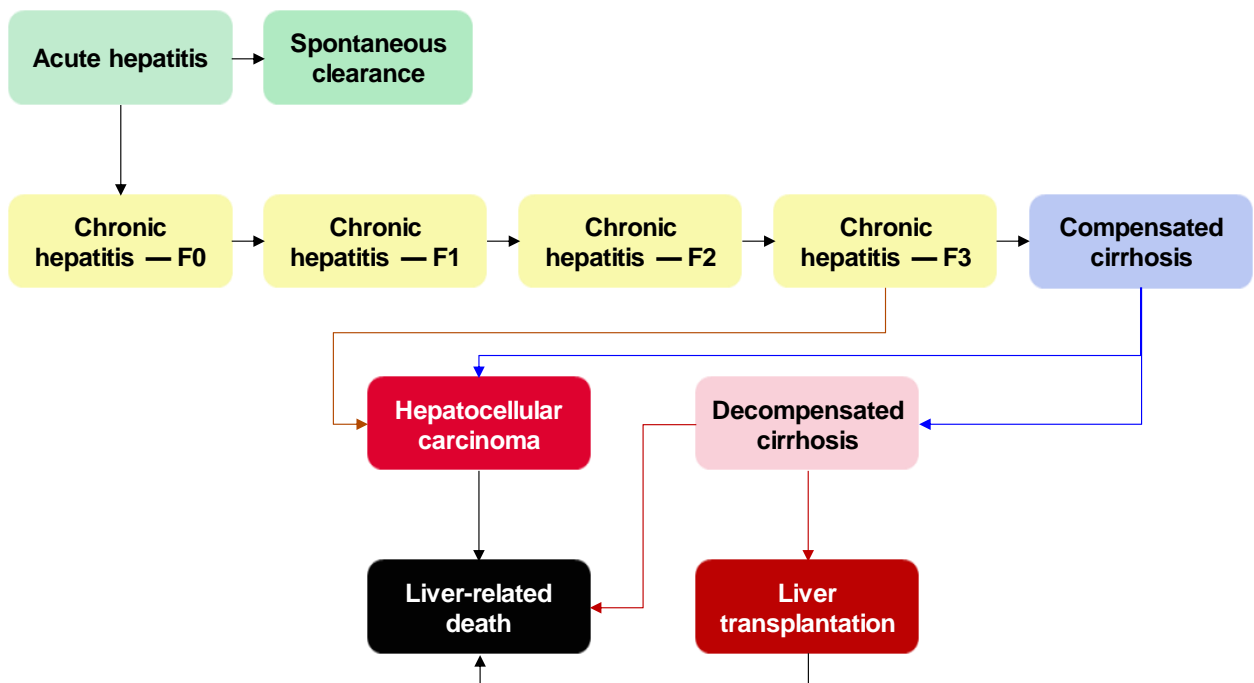 Acute hepatitis
Spontaneous
clearance
Chronic
hepatitis — F0
Chronic
hepatitis — F1
Chronic
hepatitis — F2
Chronic
hepatitis — F3
Compensated
cirrhosis
Hepatocellular
carcinoma
Decompensated
cirrhosis
Liver-related
death
Liver
transplantation